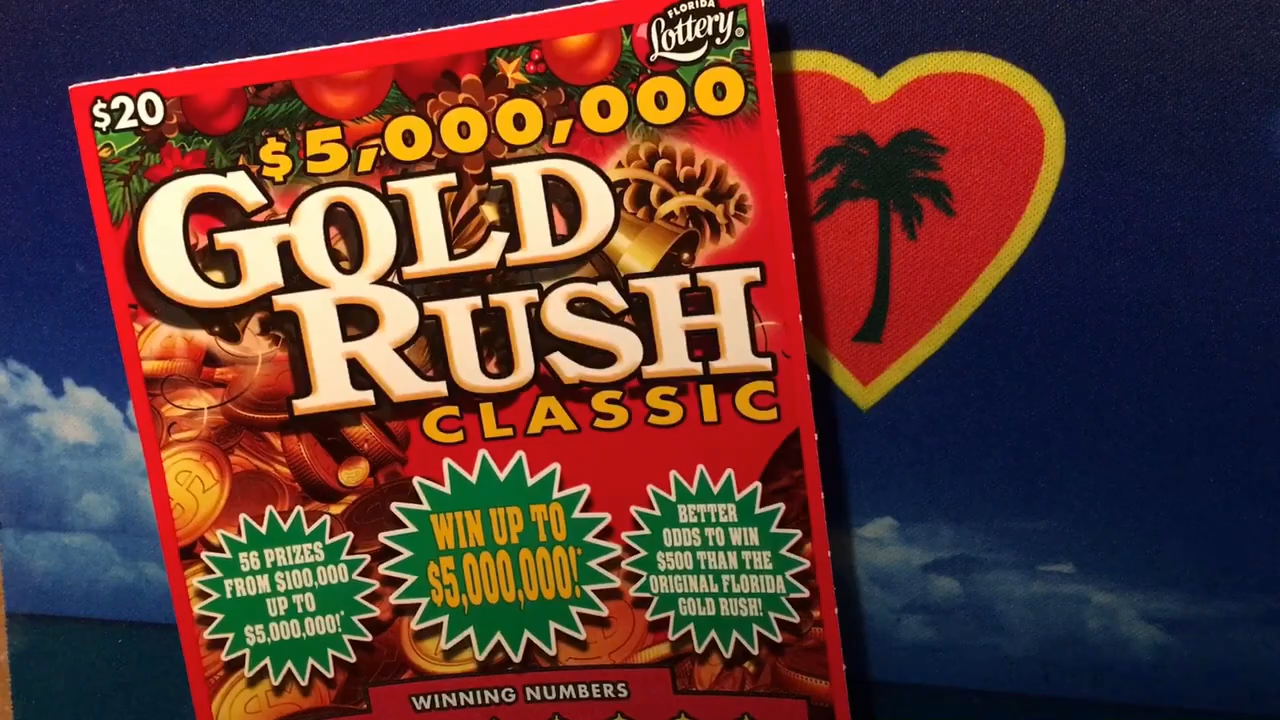 FLORIDA
Lottery®
$20
$5,000,000
GOLD
RUSH
CLASSIC
56 PRIZES
FROM $100,000
UP TO
$5,000,000!*
WIN UP TO
$5,000,000!*
BETTER
ODDS TO WIN
$500 THAN THE
ORIGINAL FLORIDA
GOLD RUSH!
WINNING NUMBERS